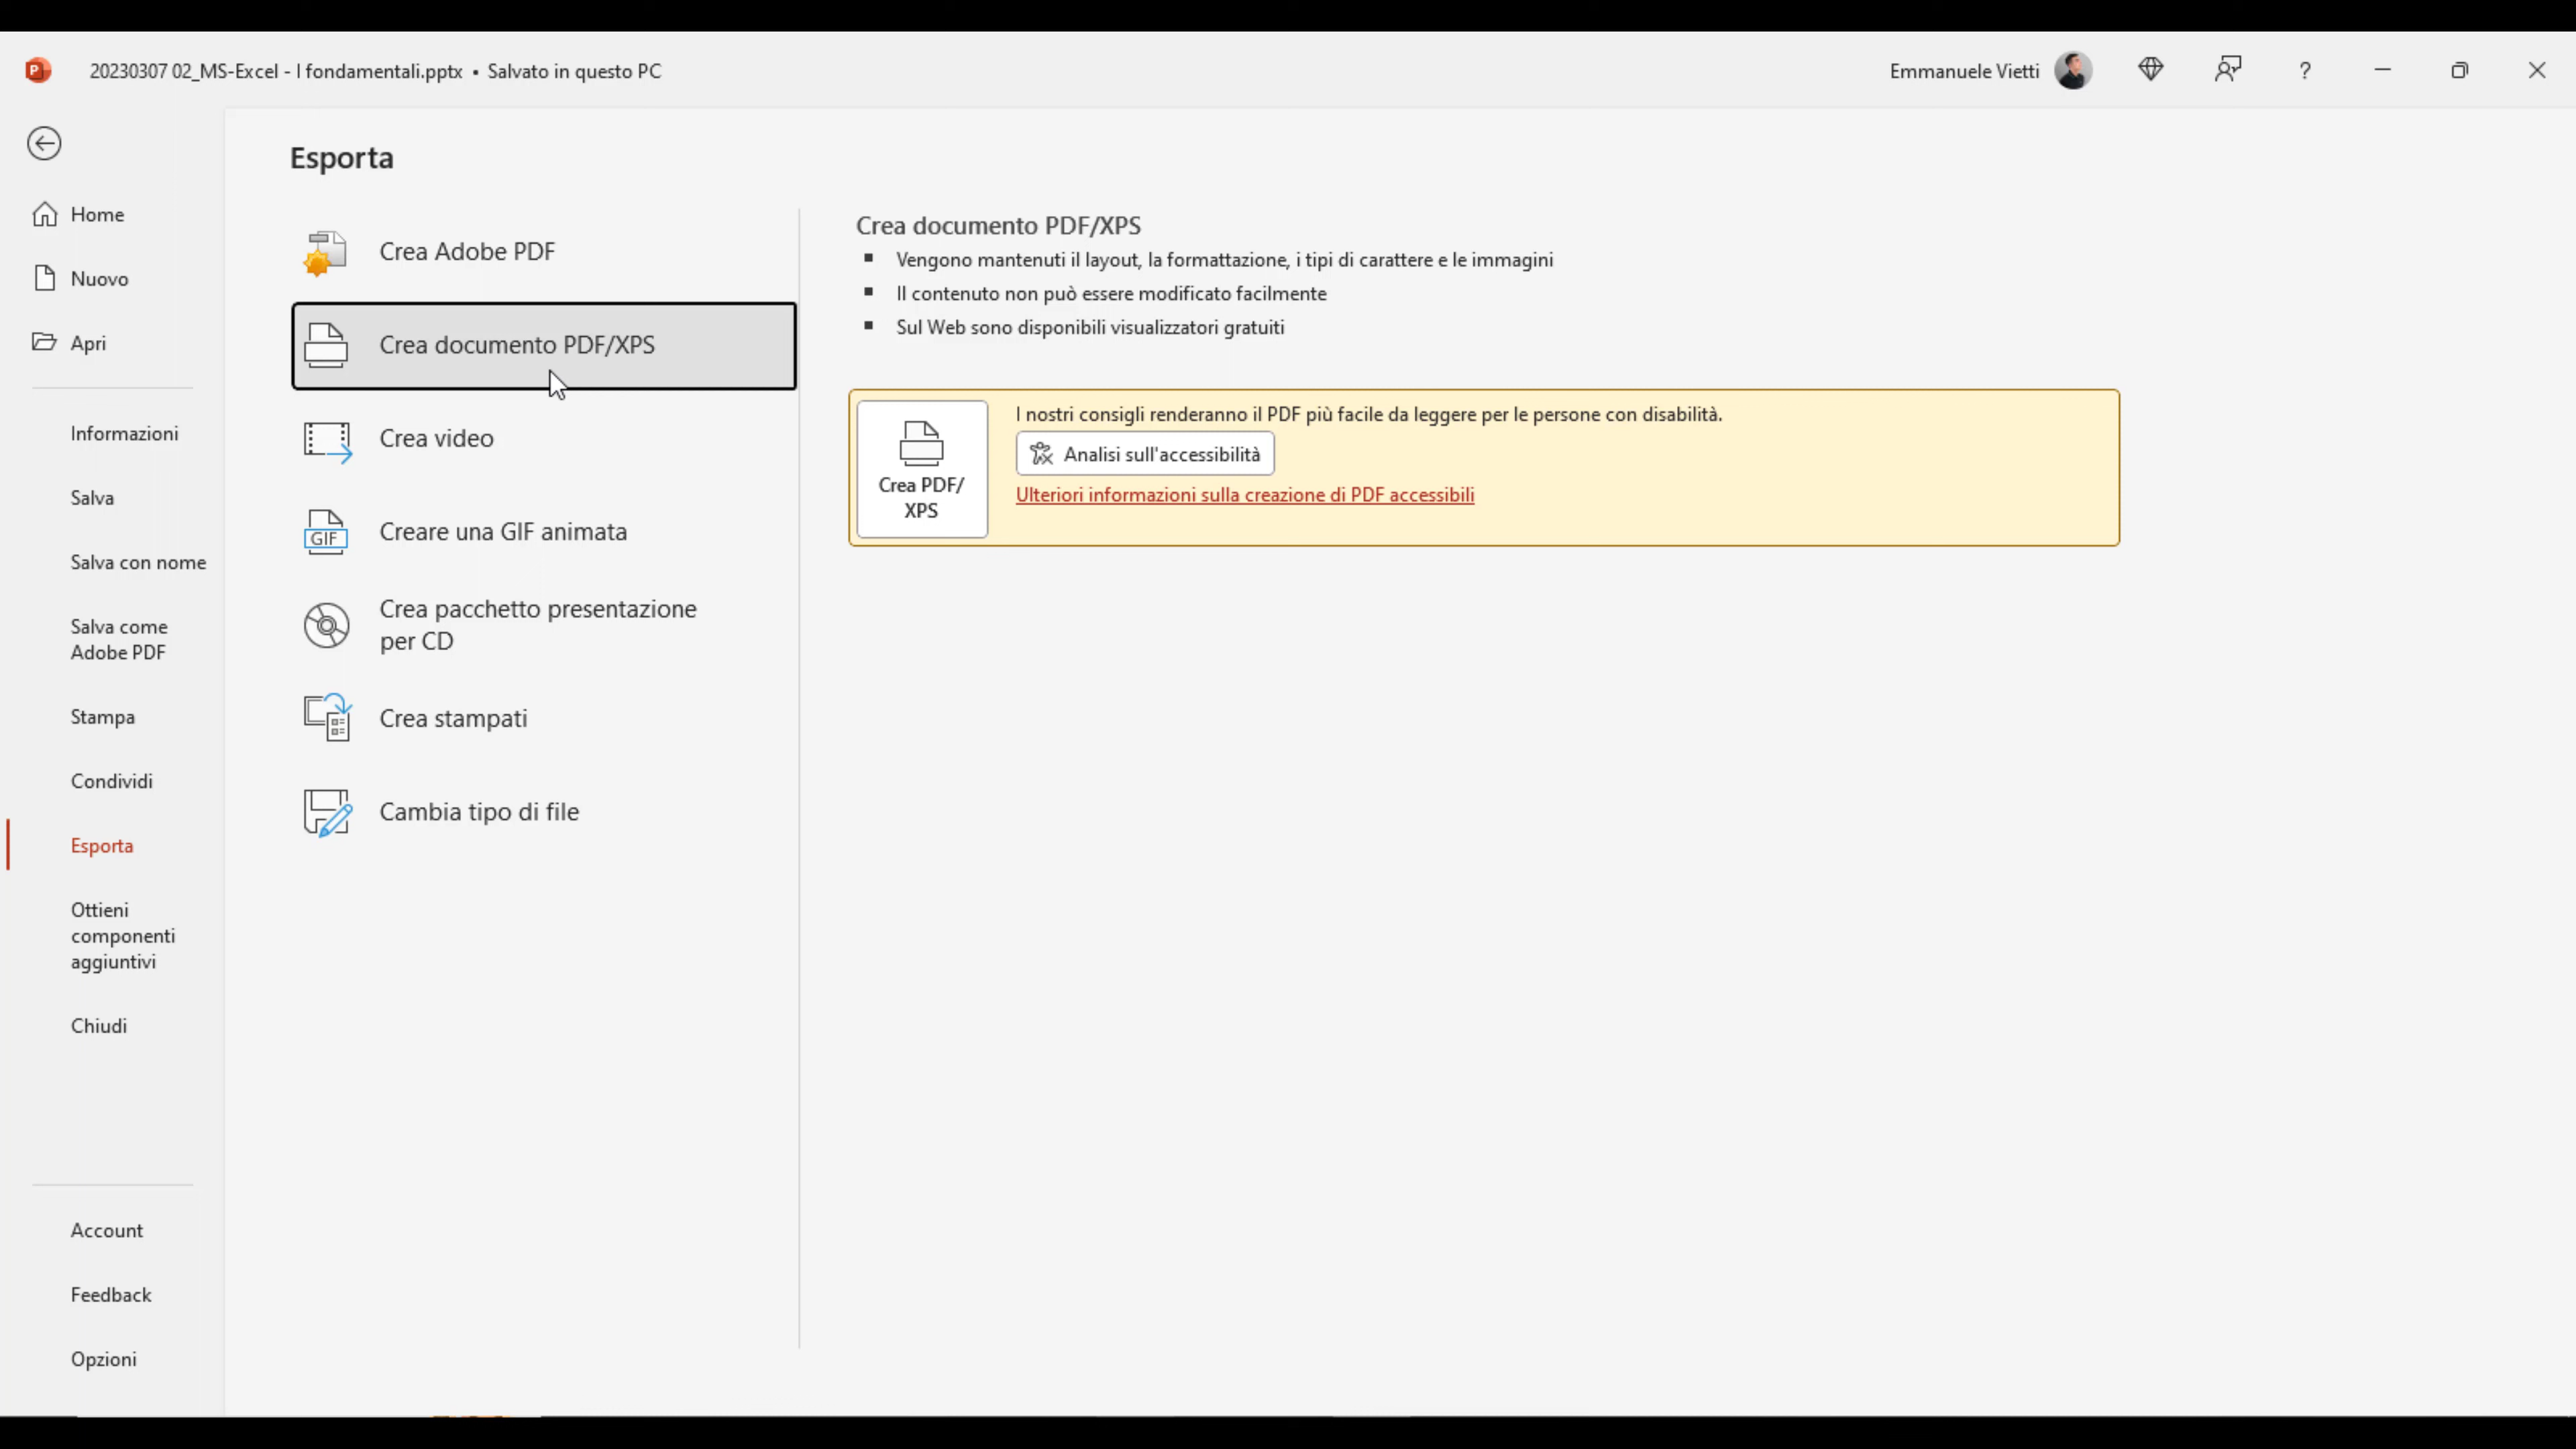 20230307 02_MS-Excel - I fondamentali.pptx • Salvato in questo PC
Emmanuele Vietti
?
Home
Nuovo
Apri
Informazioni
Salva
Salva con nome
Salva come
Adobe PDF
Stampa
Condividi
Esporta
Ottieni
componenti
aggiuntivi
Chiudi
Account
Feedback
Opzioni
Esporta
Crea Adobe PDF
Crea documento PDF/XPS
Crea video
GIF
Creare una GIF animata
Crea pacchetto presentazione
per CD
Crea stampati
Cambia tipo di file
Crea documento PDF/XPS
▪ Vengono mantenuti il layout, la formattazione, i tipi di carattere e le immagini
▪ Il contenuto non può essere modificato facilmente
▪ Sul Web sono disponibili visualizzatori gratuiti
Crea PDF/
XPS
I nostri consigli renderanno il PDF più facile da leggere per le persone con disabilità.
Analisi sull'accessibilità
Ulteriori informazioni sulla creazione di PDF accessibili